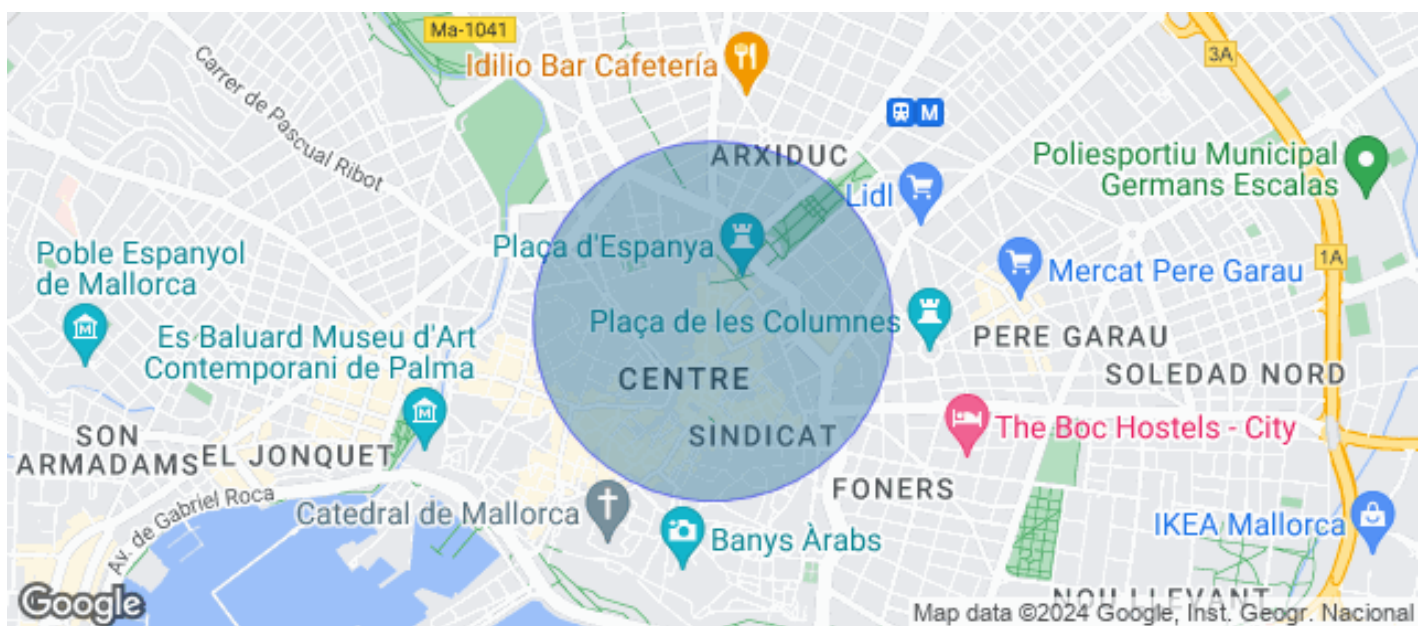 Ma-1041
3A
Idilio Bar Cafetería
Carrer de Pascual Ribot
M
ARXIDUC
Poliesportiu Municipal
Germans Escalas
Lidl
Plaça d'Espanya
Poble Espanyol
de Mallorca
1A
Mercat Pere Garau
Plaça de les Columnes
Es Baluard Museu d'Art
Contemporani de Palma
PERE GARAU
CENTRE
SOLEDAD NORD
M
M
SON
ARMADAMS
EL JONQUET
SINDICAT
The Boc Hostels - City
FONERS
Av. de Gabriel Roca
Catedral de Mallorca
IKEA Mallorca
Banys Àrabs
NOU LLEVANT
Google
Map data ©2024 Google, Inst. Geogr. Nacional